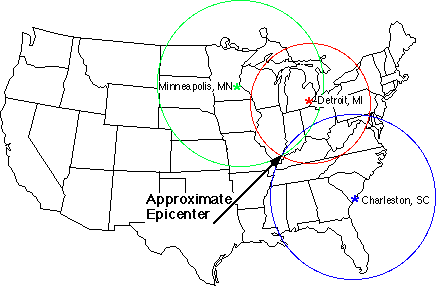 Minneapolis, MN
Detroit, MI
Approximate
Epicenter
Charleston, SC